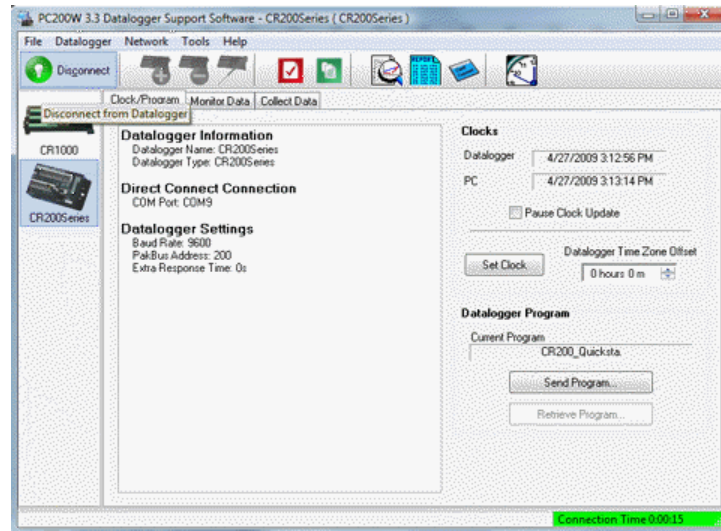 PC200W 3.3 Datalogger Support Software - CR200Series ( CR200Series )
File Datalogger Network Tools Help
Disconnect
Clock/Program Monitor Data Collect Data
Disconnect from Datalogger
CR1000
CR200Series
Datalogger Information
Datalogger Name: CR200Series
Datalogger Type: CR200Series
Direct Connect Connection
COM Port: COM9
Datalogger Settings
Baud Rate: 9600
PakBus Address: 200
Extra Response Time: 0s
Clocks
Datalogger 4/27/2009 3:12:56 PM
PC 4/27/2009 3:13:14 PM
Pause Clock Update
Datalogger Time Zone Offset
Set Clock 0 hours 0 m
Datalogger Program
Current Program
CR200_Quicksta
Send Program...
Retrieve Program...
Connection Time 0:00:15